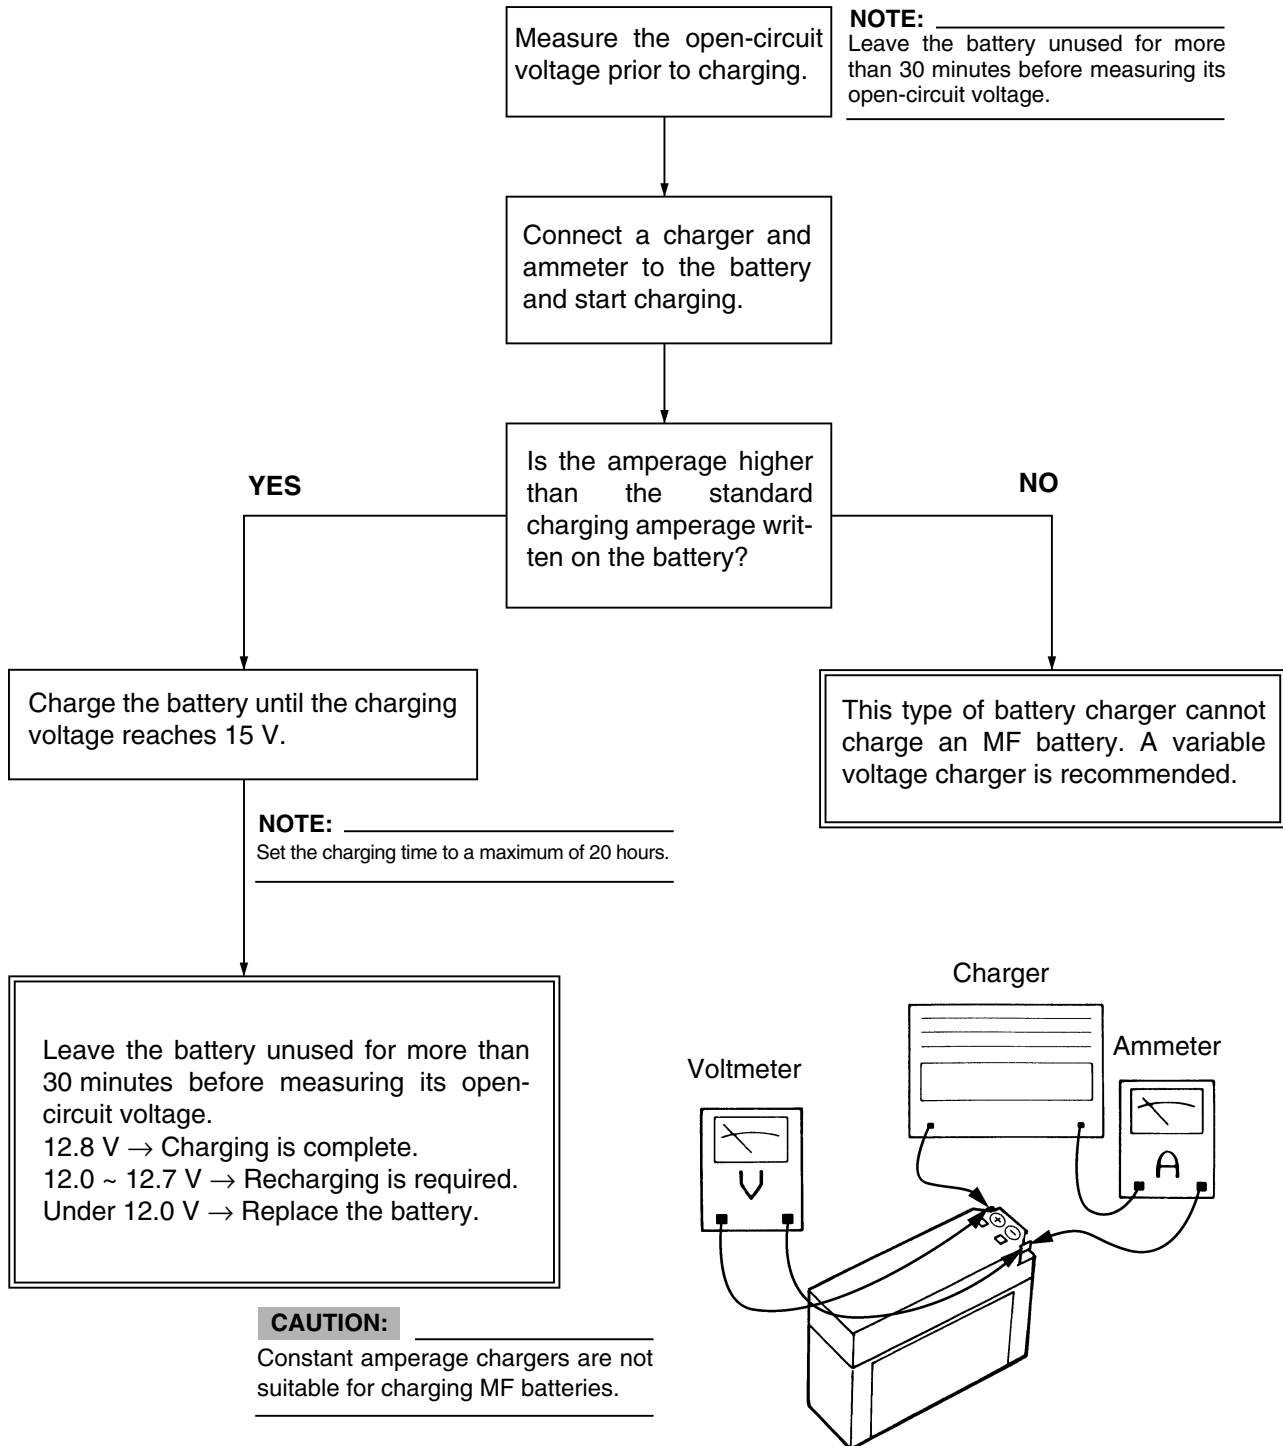 Measure the open-circuit
voltage prior to charging.
NOTE:
Leave the battery unused for more
than 30 minutes before measuring its
open-circuit voltage.
Connect a charger and
ammeter to the battery
and start charging.
Is the amperage higher
than the standard
charging amperage writ-
ten on the battery?
YES
NO
Charge the battery until the charging
voltage reaches 15 V.
This type of battery charger cannot
charge an MF battery. A variable
voltage charger is recommended.
NOTE:
Set the charging time to a maximum of 20 hours.
Leave the battery unused for more than
30 minutes before measuring its open-
circuit voltage.
12.8 V → Charging is complete.
12.0 ~ 12.7 V → Recharging is required.
Under 12.0 V → Replace the battery.
Charger
Ammeter
Voltmeter
V
A
+
−
CAUTION:
Constant amperage chargers are not
suitable for charging MF batteries.